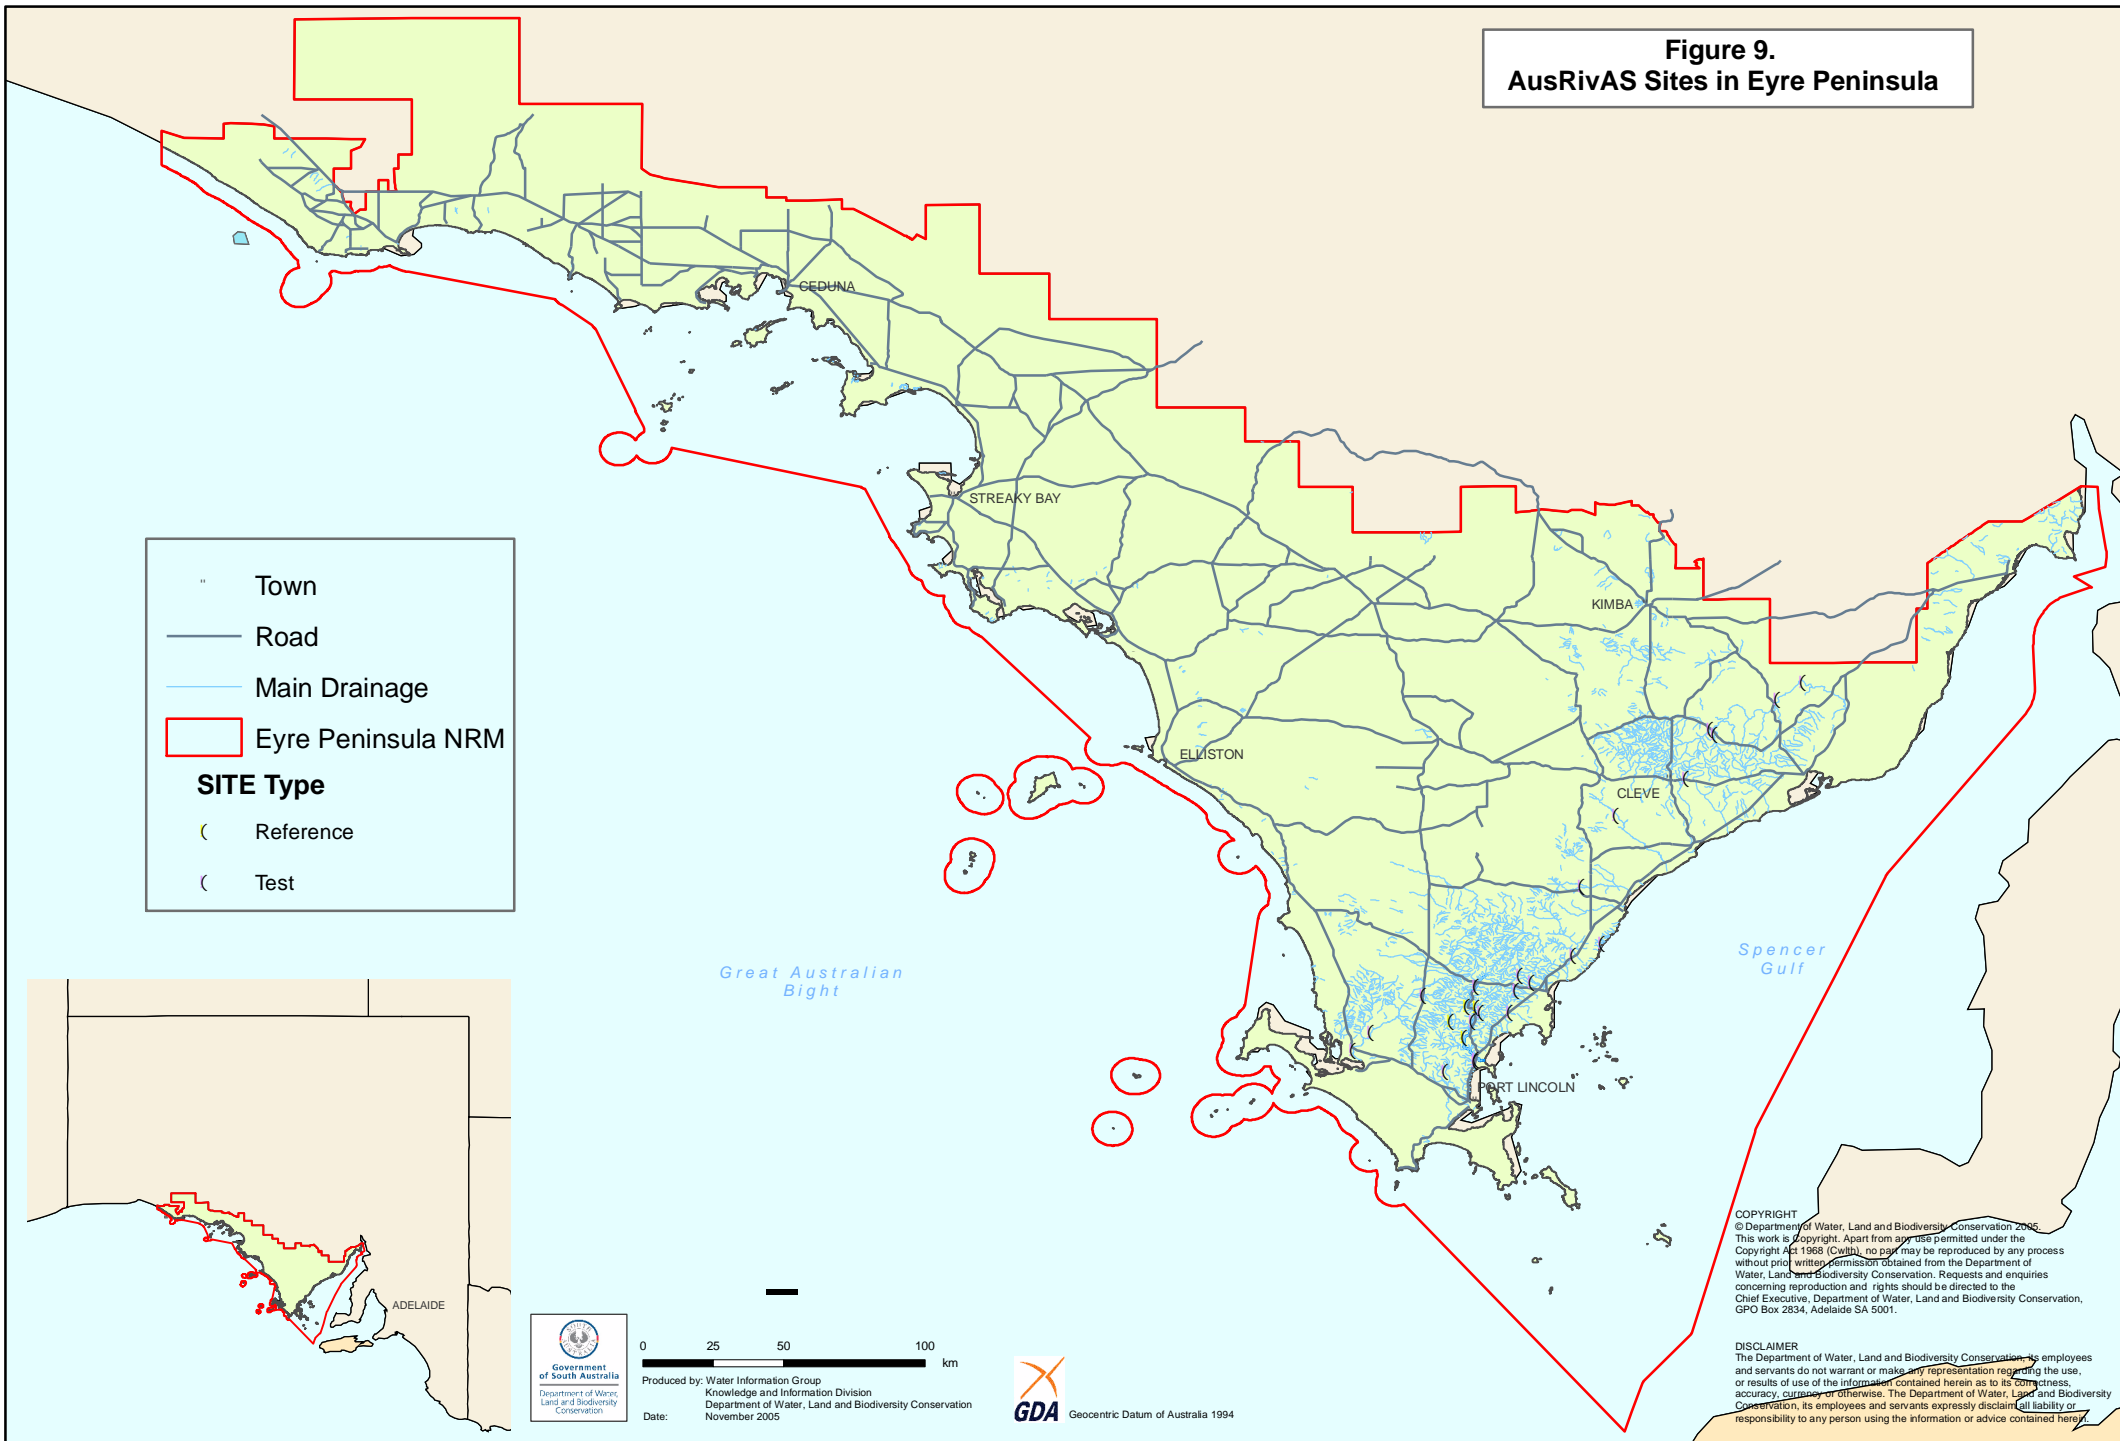 Figure 9.
AusRivAS Sites in Eyre Peninsula
CEDUNA
STREAKY BAY
KIMBA
ELLISTON
CLEVE
PORT LINCOLN
Great Australian
Bight
Spencer
Gulf
Town
Road
Main Drainage
Eyre Peninsula NRM
SITE Type
Reference
Test
ADELAIDE
SOUTH
AUSTRALIA
Government
of South Australia
Department of Water,
Land and Biodiversity
Conservation
0 25 50 100
km
Produced by: Water Information Group
Knowledge and Information Division
Department of Water, Land and Biodiversity Conservation
Date: November 2005
GDA
Geocentric Datum of Australia 1994
COPYRIGHT
© Department of Water, Land and Biodiversity Conservation 2005.
This work is Copyright. Apart from any use permitted under the
Copyright Act 1968 (Cwlth), no part may be reproduced by any process
without prior written permission obtained from the Department of
Water, Land and Biodiversity Conservation. Requests and enquiries
concerning reproduction and rights should be directed to the
Chief Executive, Department of Water, Land and Biodiversity Conservation,
GPO Box 2834, Adelaide SA 5001.
DISCLAIMER
The Department of Water, Land and Biodiversity Conservation, its employees
and servants do not warrant or make any representation regarding the use,
or results of use of the information contained herein as to its correctness,
accuracy, currency or otherwise. The Department of Water, Land and Biodiversity
Conservation, its employees and servants expressly disclaim all liability or
responsibility to any person using the information or advice contained herein.